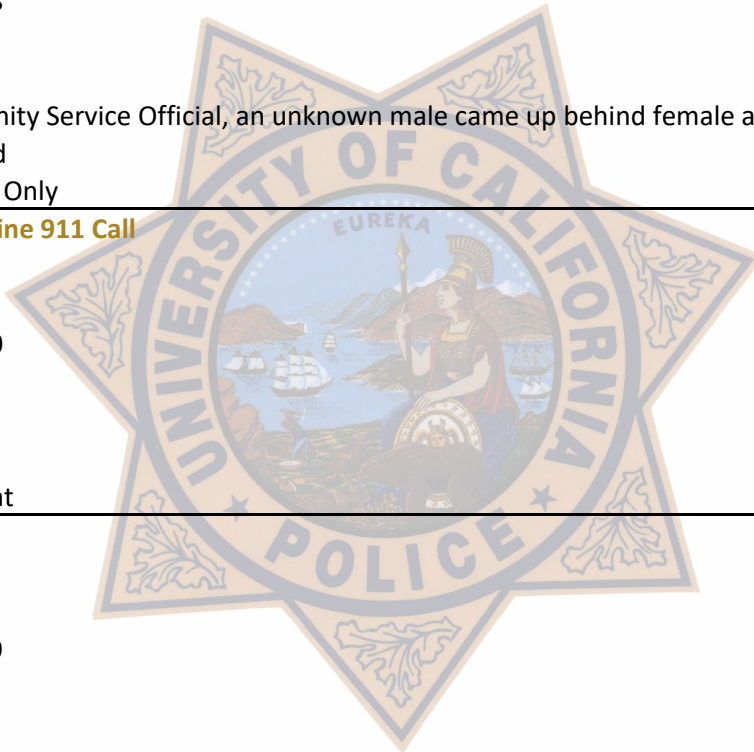 nity Service Official, an unknown male came up behind female a
d
Only
ine 911 Call
EUREKA
UNIVERSITY OF CALIFORNIA
)
nt
POLICE
)